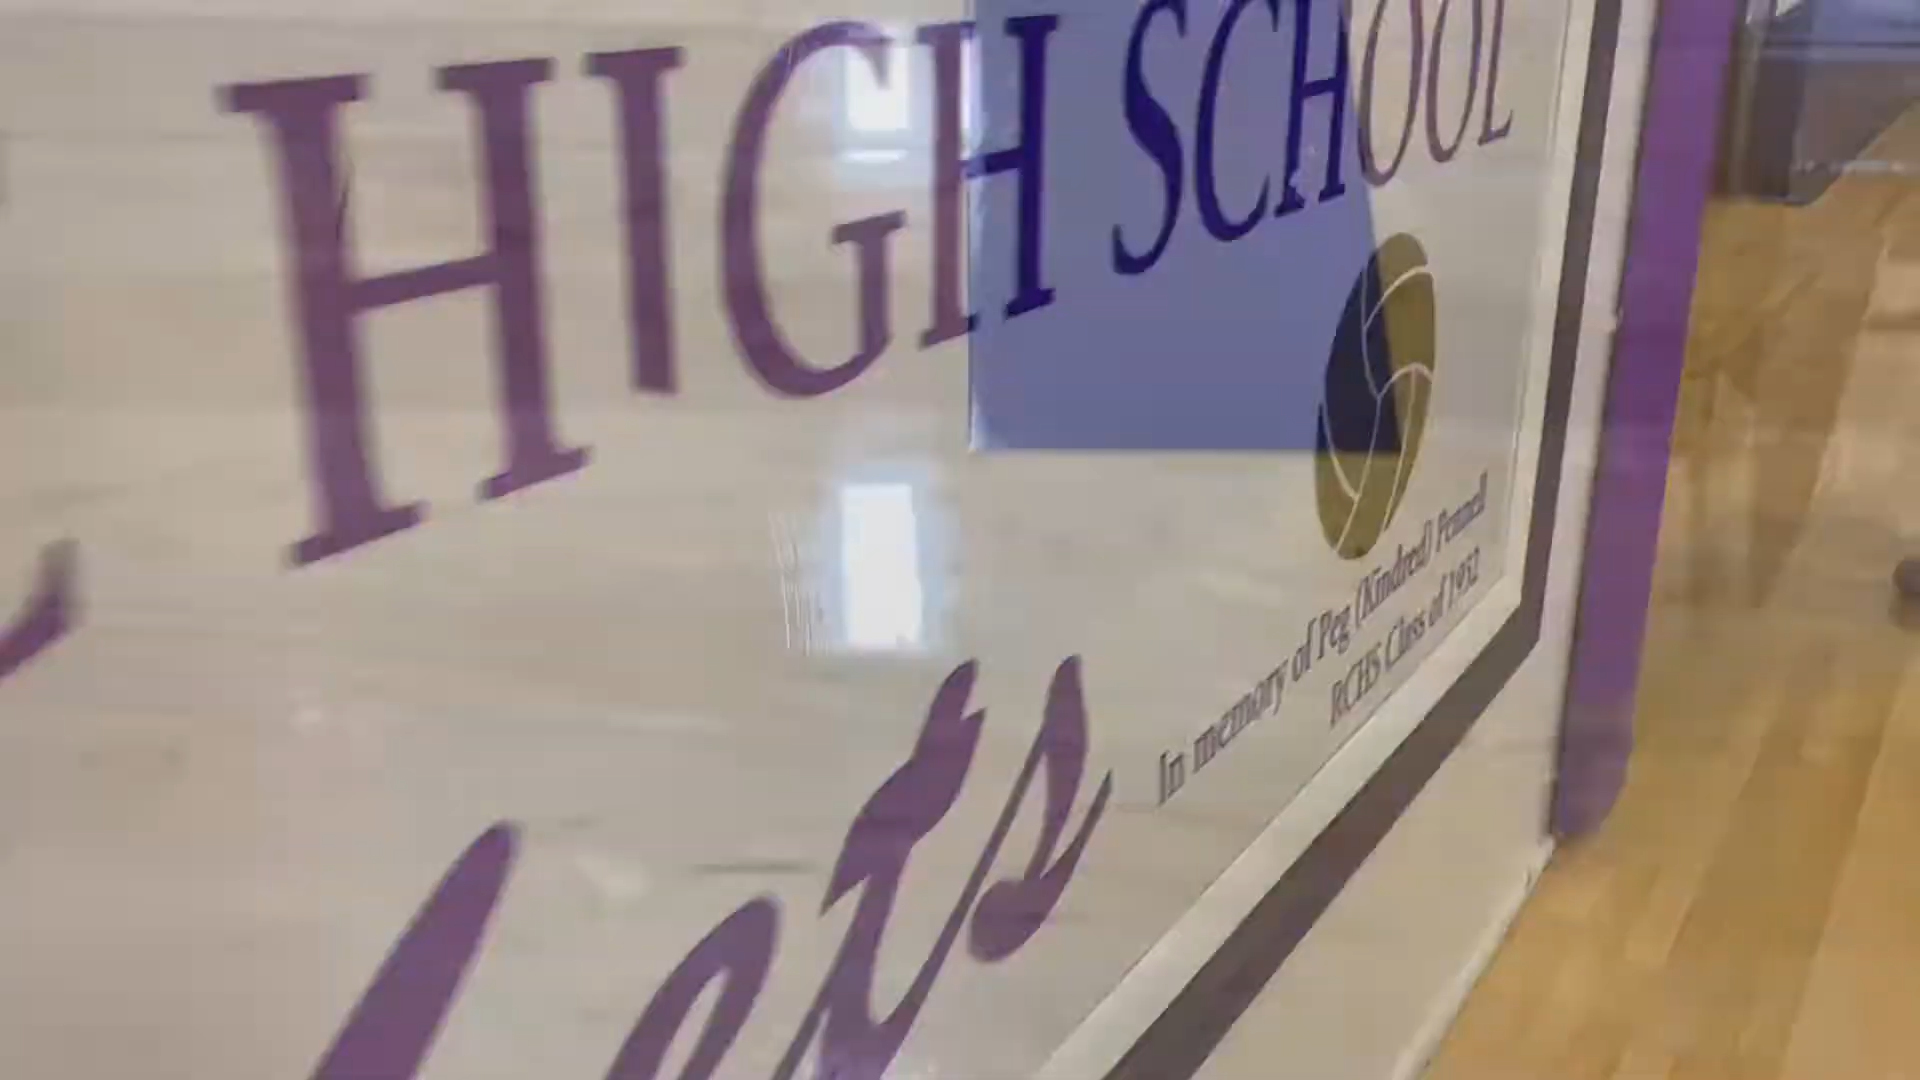 HIGH SCHOOL
In memory of Peg (Kindred) Pennell
RCHS Class of 1952